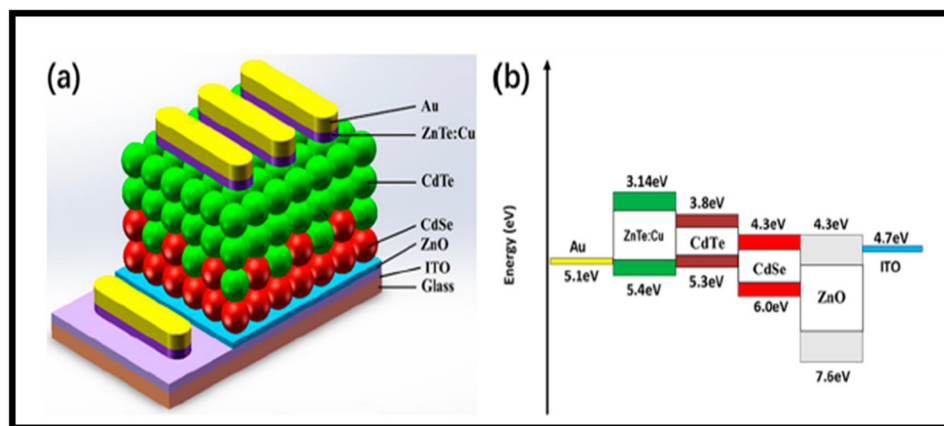 (a)
Au
ZnTe:Cu
CdTe
CdSe
ZnO
ITO
Glass
(b)
Energy (eV)
Au
5.1eV
3.14eV
ZnTe:Cu
5.4eV
3.8eV
CdTe
5.3eV
4.3eV
CdSe
6.0eV
4.3eV
ZnO
7.6eV
4.7eV
ITO